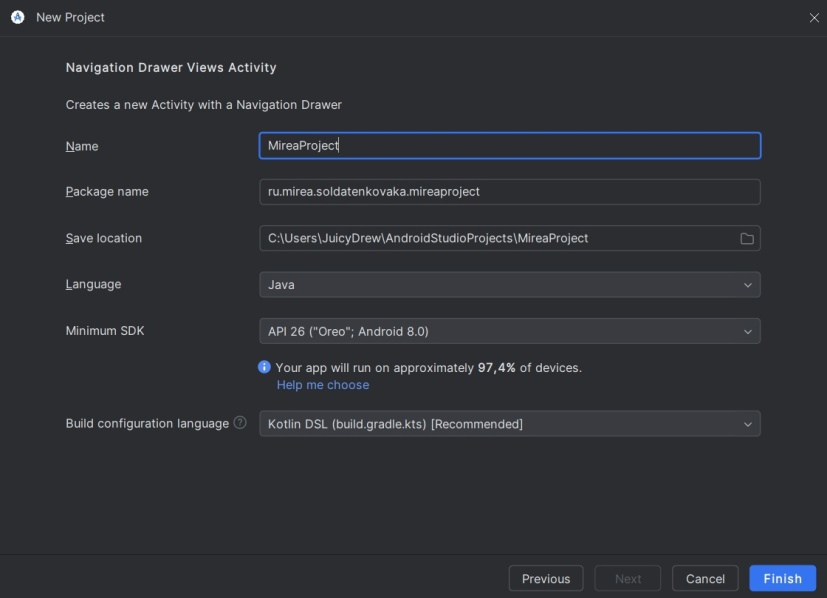 New Project
Navigation Drawer Views Activity
Creates a new Activity with a Navigation Drawer
Name MireaProject
Package name ru.mirea.soldatenkovaka.mireaproject
Save location C:\Users\JuicyDrew\AndroidStudioProjects\MireaProject
Language Java
Minimum SDK API 26 ("Oreo"; Android 8.0)
Your app will run on approximately 97,4% of devices.
Help me choose
Build configuration language Kotlin DSL (build.gradle.kts) [Recommended]
Previous Next Cancel Finish